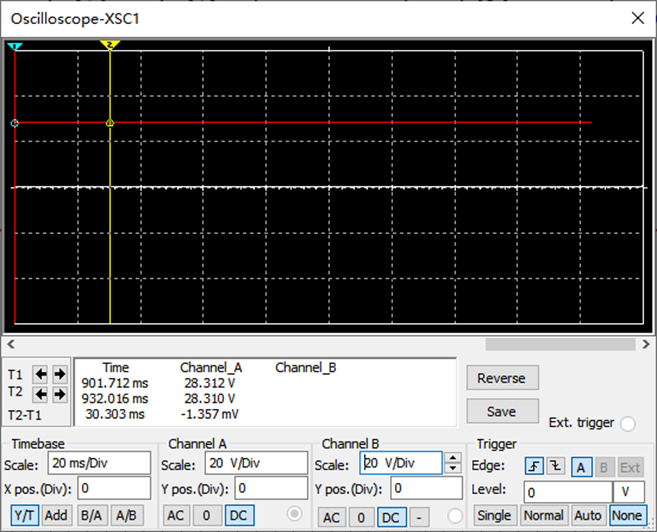 Oscilloscope-XSC1
1 2
T1 T2 T2-T1
Time Channel_A Channel_B
901.712 ms 28.312 V
932.016 ms 28.310 V
30.303 ms -1.357 mV
Reverse
Save
Ext. trigger
Timebase
Scale: 20 ms/Div
X pos.(Div): 0
Y/T Add B/A A/B
Channel A
Scale: 20 V/Div
Y pos.(Div): 0
AC 0 DC
Channel B
Scale: 20 V/Div
Y pos.(Div): 0
AC 0 DC -
Trigger
Edge: A B Ext
Level: 0 V
Single Normal Auto None